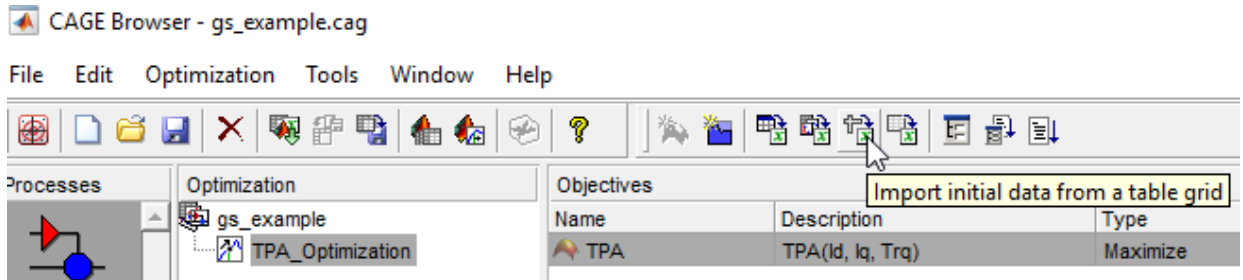 CAGE Browser - gs_example.cag
File Edit Optimization Tools Window Help
Processes Optimization Objectives
Import initial data from a table grid
gs_example Name Description Type
TPA_Optimization TPA TPA(Id, Iq, Trq) Maximize